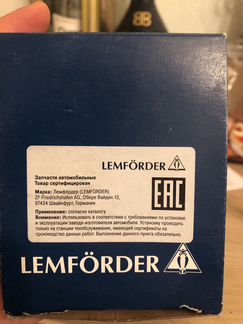 LEMFÖRDER
Запчасти автомобильные
Товар сертифицирован
Марка: Лемфёрдер (LEMFÖRDER)
ZF Friedrichshafen AG, Обере Вайден 12,
97424 Швайнфурт, Германия
EAC
Применение: согласно каталогу
Внимание: Использовать в соответствии с требованиями по установке
и эксплуатации завода-изготовителя автомобиля. Установку проводить
только на станции техобслуживания, имеющей сертификаты на
производство данных работ. Выполнение данного пункта обязательно.
LEMFÖRDER